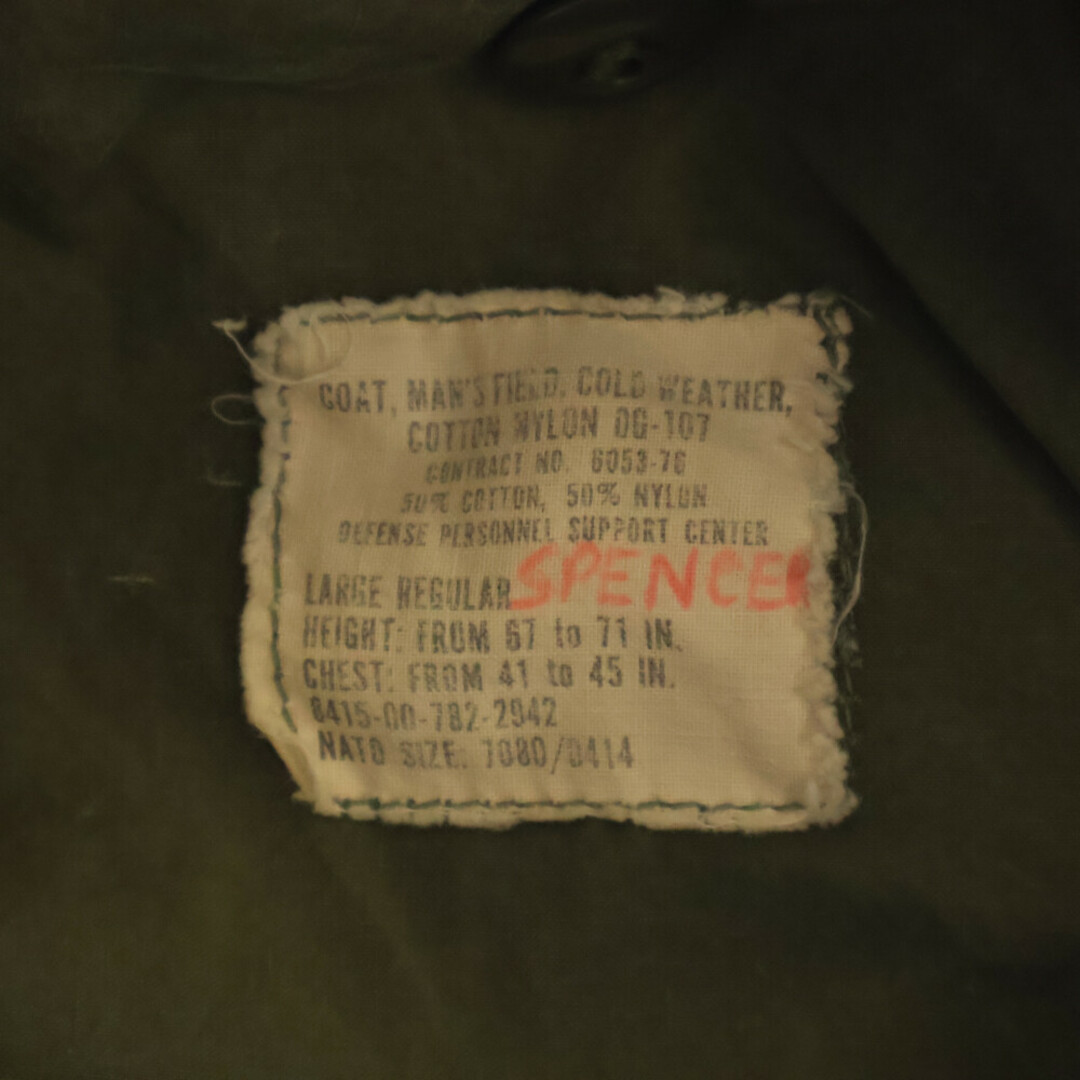 COAT, MAN'S FIELD, COLD WEATHER,
COTTON NYLON OG-107
CONTRACT NO. 6053-76
50% COTTON, 50% NYLON
DEFENSE PERSONNEL SUPPORT CENTER
SPENCER
LARGE REGULAR
HEIGHT: FROM 67 to 71 IN.
CHEST: FROM 41 to 45 IN.
8415-00-782-2942
NATO SIZE: 7080/0414